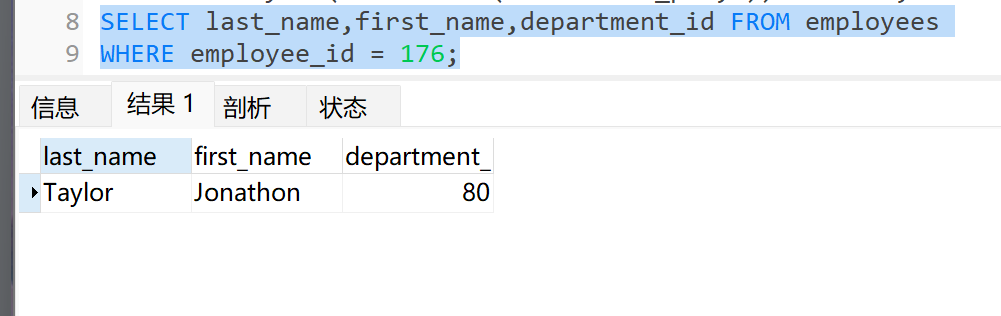 8 SELECT last_name,first_name,department_id FROM employees
9 WHERE employee_id = 176;
信息 结果 1 剖析 状态
last_name first_name department_
Taylor Jonathon 80